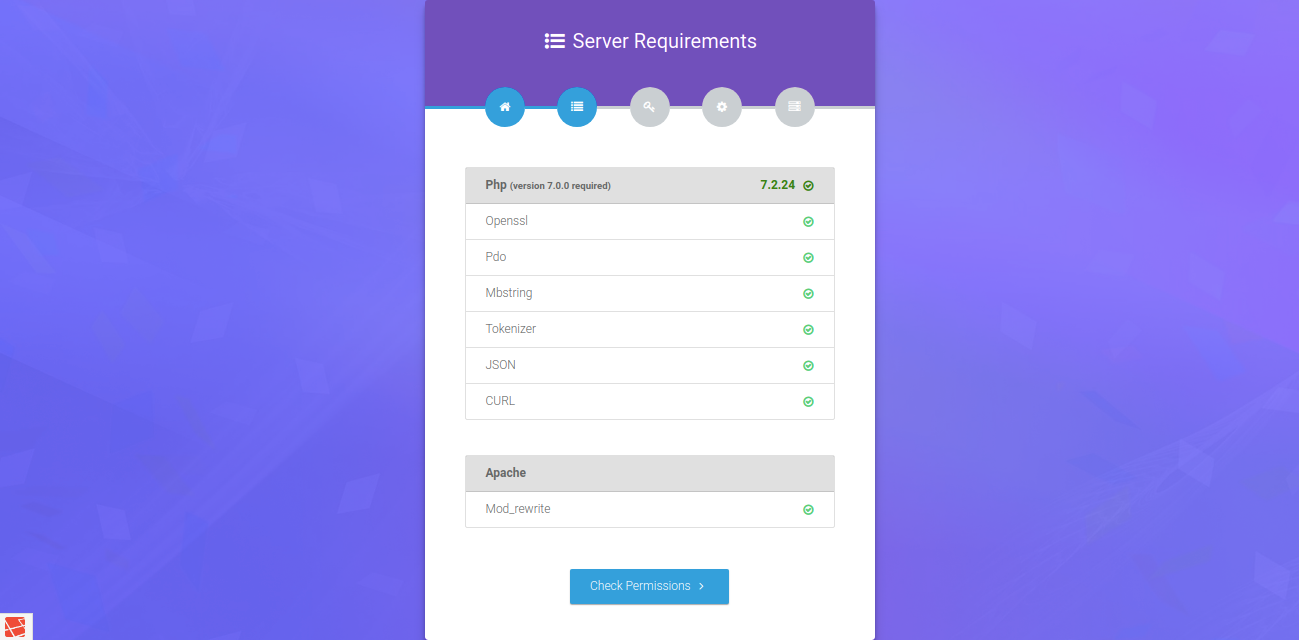 Server Requirements
Php (version 7.0.0 required) 7.2.24
Openssl
Pdo
Mbstring
Tokenizer
JSON
CURL
Apache
Mod_rewrite
Check Permissions